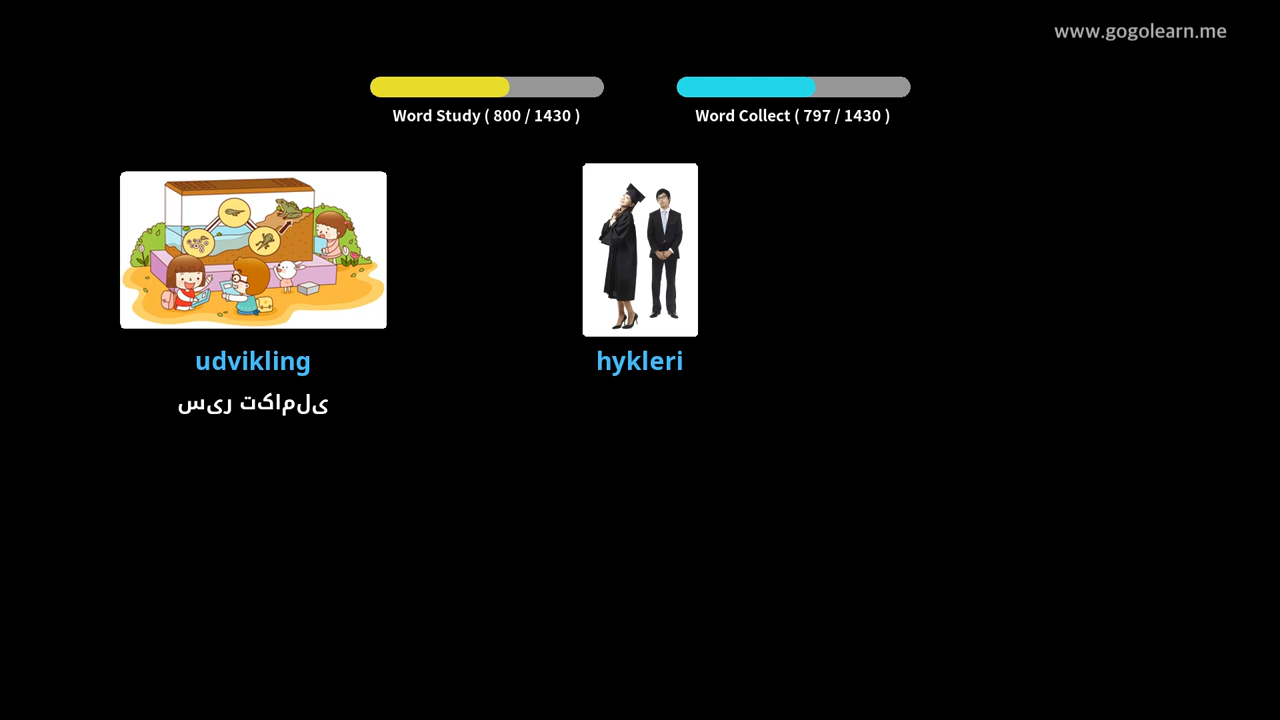 www.gogolearn.me
Word Study ( 800 / 1430 )
Word Collect ( 797 / 1430 )
udvikling
hykleri
سیر تکاملی